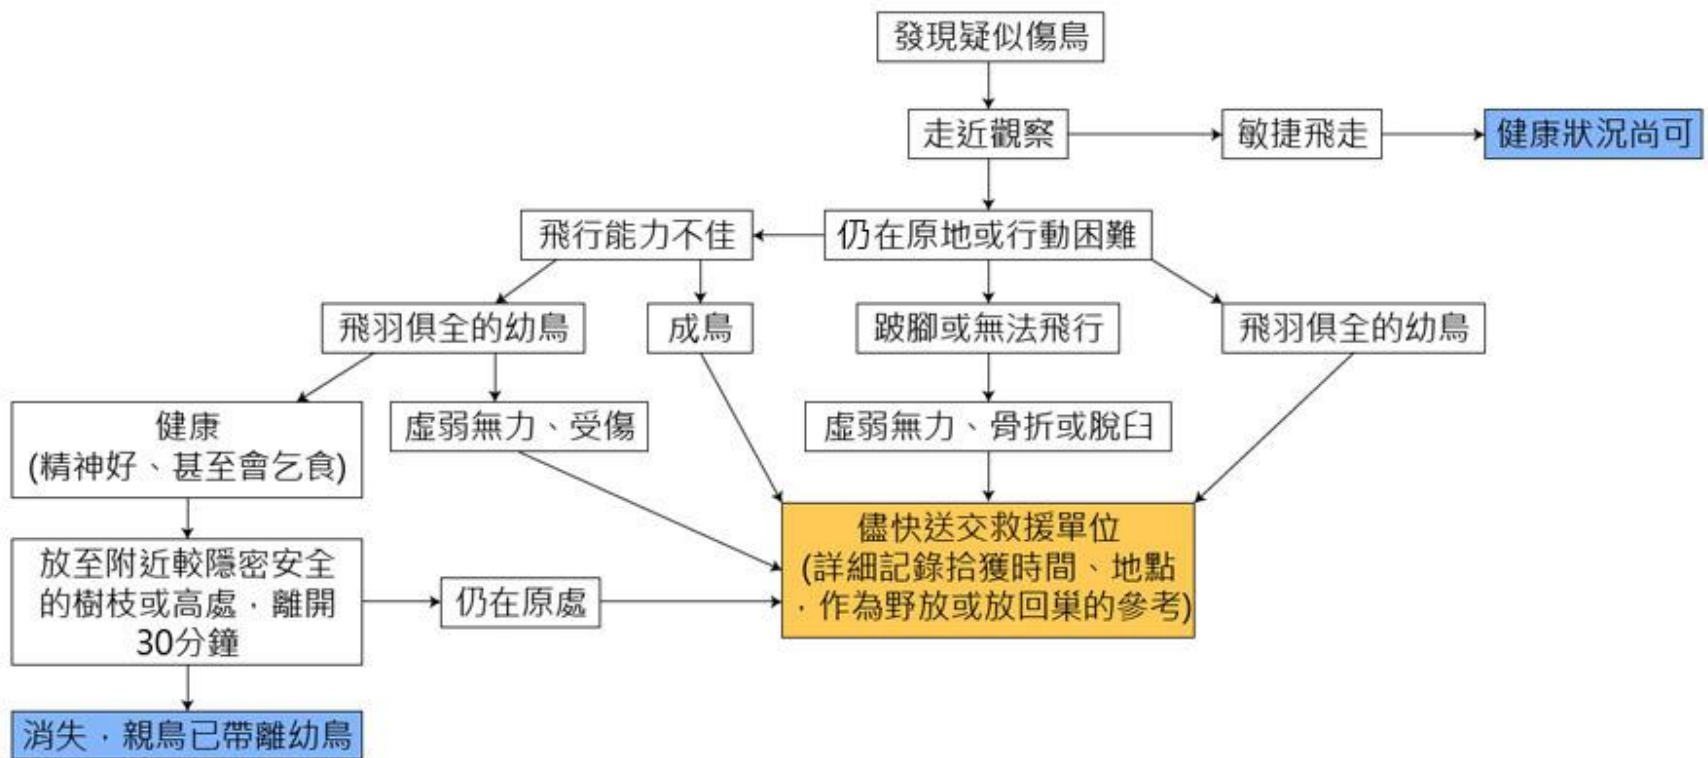 發現疑似傷鳥
走近觀察
敏捷飛走
健康狀況尚可
飛行能力不佳
仍在原地或行動困難
飛羽俱全的幼鳥
成鳥
跛腳或無法飛行
飛羽俱全的幼鳥
健康
(精神好、甚至會乞食)
虛弱無力、受傷
虛弱無力、骨折或脫臼
放至附近較隱密安全
的樹枝或高處，離開
30分鐘
仍在原處
儘快送交救援單位
(詳細記錄拾獲時間、地點
，作為野放或放回巢的參考)
消失，親鳥已帶離幼鳥